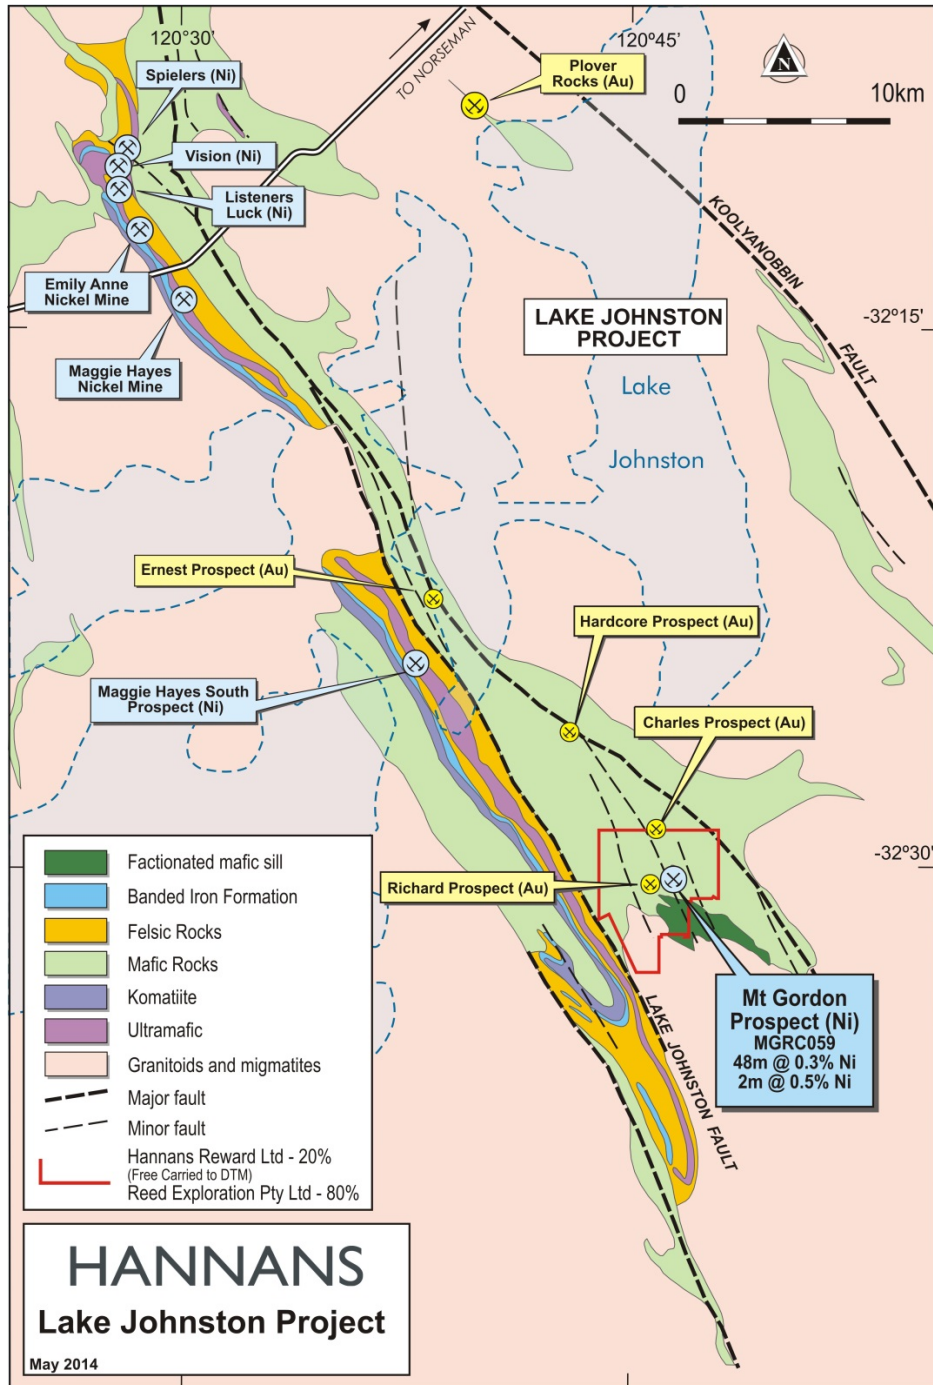 120°30'
120°45'
TO NORSEMAN
N
0 10km
Spielers (Ni)
Vision (Ni)
Listeners
Luck (Ni)
Emily Anne
Nickel Mine
Maggie Hayes
Nickel Mine
Plover
Rocks (Au)
KOOLYANOBBIN
FAULT
-32°15'
LAKE JOHNSTON
PROJECT
Lake
Johnston
Ernest Prospect (Au)
Hardcore Prospect (Au)
Maggie Hayes South
Prospect (Ni)
Charles Prospect (Au)
-32°30'
Richard Prospect (Au)
Mt Gordon
Prospect (Ni)
MGRC059
48m @ 0.3% Ni
2m @ 0.5% Ni
LAKE JOHNSTON FAULT
Factionated mafic sill
Banded Iron Formation
Felsic Rocks
Mafic Rocks
Komatiite
Ultramafic
Granitoids and migmatites
Major fault
Minor fault
Hannans Reward Ltd - 20%
(Free Carried to DTM)
Reed Exploration Pty Ltd - 80%
HANNANS
Lake Johnston Project
May 2014